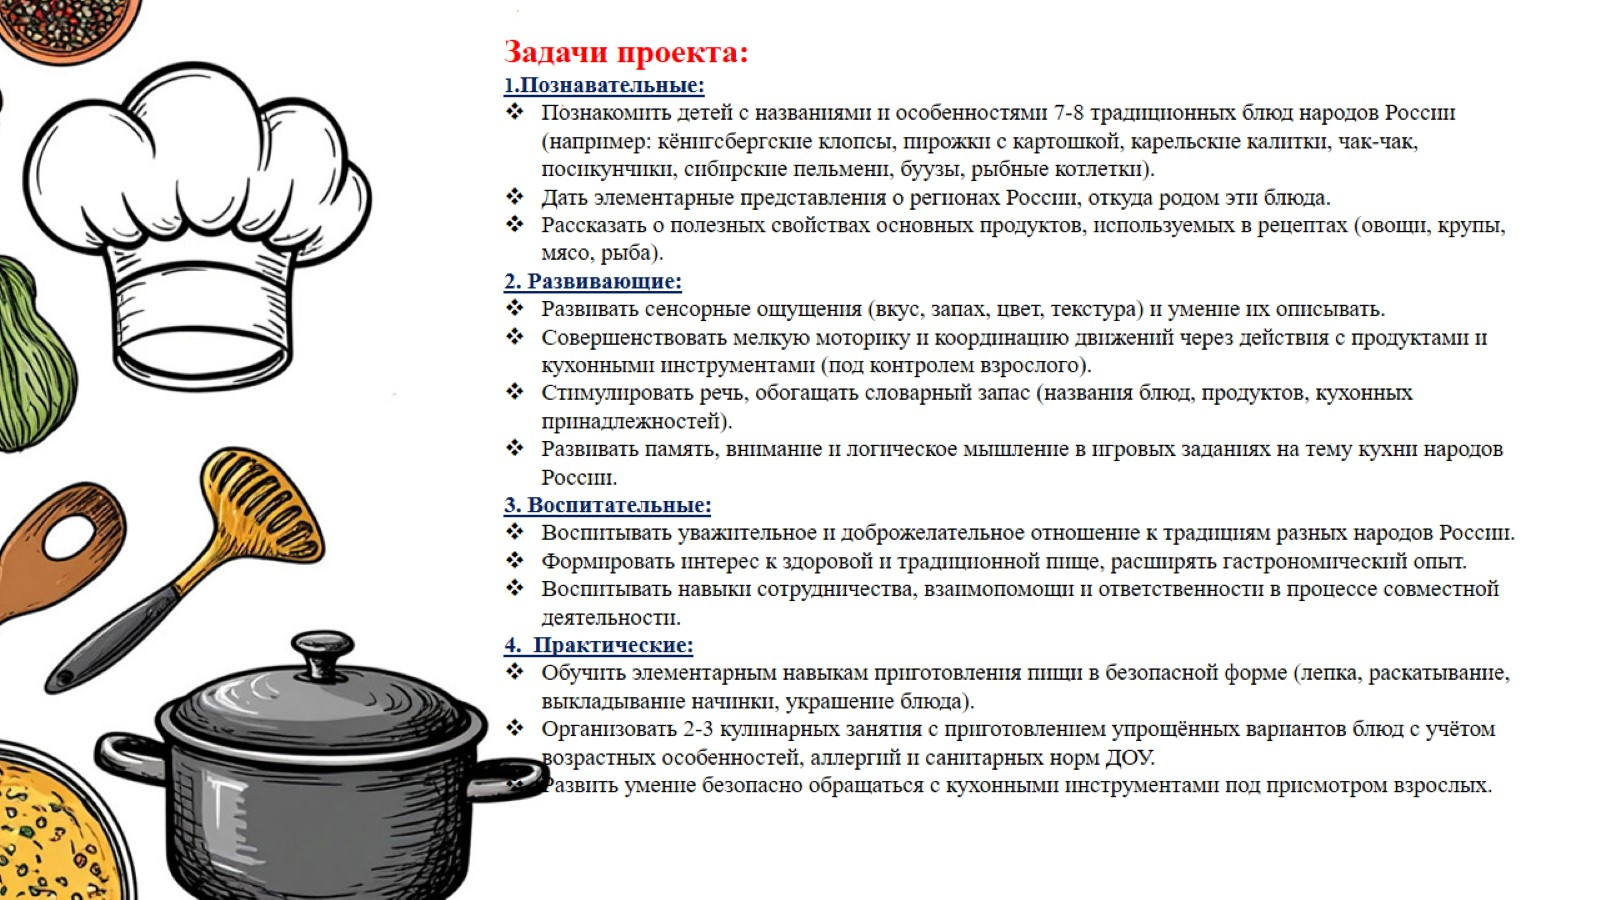 Задачи проекта:
1.Познавательные:
❖ Познакомить детей с названиями и особенностями 7-8 традиционных блюд народов России
(например: кёнигсбергские клопсы, пирожки с картошкой, карельские калитки, чак-чак,
посикунчики, сибирские пельмени, буузы, рыбные котлетки).
❖ Дать элементарные представления о регионах России, откуда родом эти блюда.
❖ Рассказать о полезных свойствах основных продуктов, используемых в рецептах (овощи, крупы,
мясо, рыба).
2. Развивающие:
❖ Развивать сенсорные ощущения (вкус, запах, цвет, текстура) и умение их описывать.
❖ Совершенствовать мелкую моторику и координацию движений через действия с продуктами и
кухонными инструментами (под контролем взрослого).
❖ Стимулировать речь, обогащать словарный запас (названия блюд, продуктов, кухонных
принадлежностей).
❖ Развивать память, внимание и логическое мышление в игровых заданиях на тему кухни народов
России.
3. Воспитательные:
❖ Воспитывать уважительное и доброжелательное отношение к традициям разных народов России.
❖ Формировать интерес к здоровой и традиционной пище, расширять гастрономический опыт.
❖ Воспитывать навыки сотрудничества, взаимопомощи и ответственности в процессе совместной
деятельности.
4.  Практические:
❖ Обучить элементарным навыкам приготовления пищи в безопасной форме (лепка, раскатывание,
выкладывание начинки, украшение блюда).
❖ Организовать 2-3 кулинарных занятия с приготовлением упрощённых вариантов блюд с учётом
возрастных особенностей, аллергий и санитарных норм ДОУ.
❖ Развить умение безопасно обращаться с кухонными инструментами под присмотром взрослых.